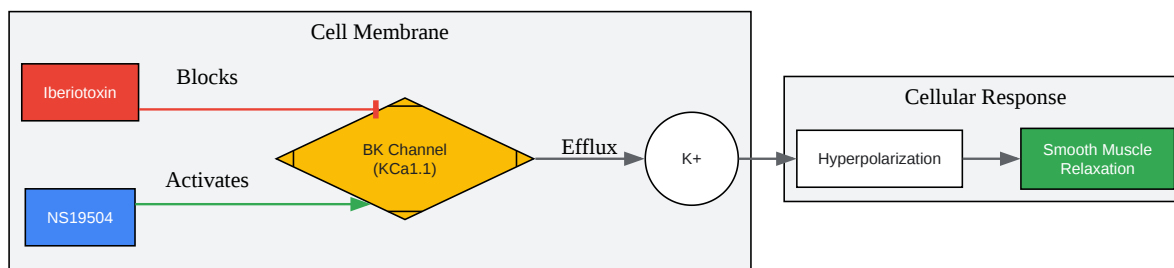 Cell Membrane
Iberiotoxin
Blocks
BK Channel
(KCa1.1)
Activates
NS19504
Efflux
K+
Cellular Response
Hyperpolarization
Smooth Muscle
Relaxation